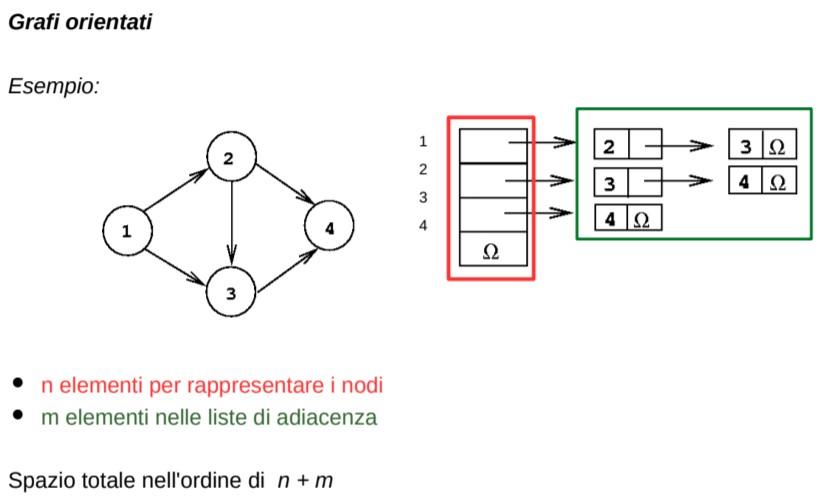 Grafi orientati
Esempio:
2
1
4
3
1
2
3
4
Ω
2
3 Ω
3
4 Ω
4 Ω
n elementi per rappresentare i nodi
m elementi nelle liste di adiacenza
Spazio totale nell'ordine di n + m